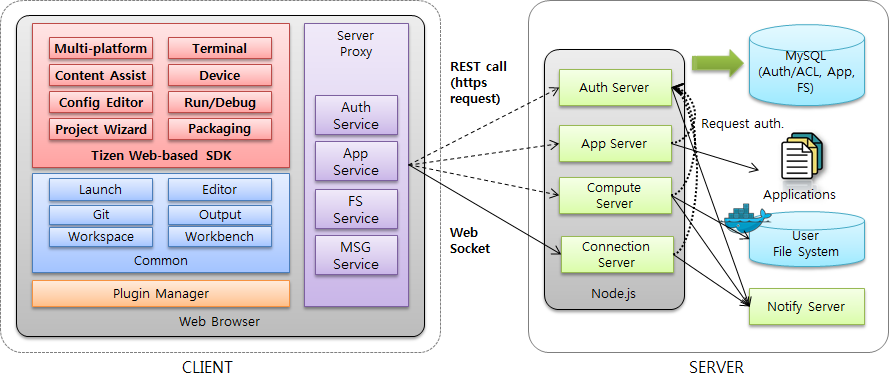 Multi-platform
Terminal
Content Assist
Device
Config Editor
Run/Debug
Project Wizard
Packaging
Tizen Web-based SDK
Launch
Editor
Git
Output
Workspace
Workbench
Common
Plugin Manager
Web Browser
Server
Proxy
Auth
Service
App
Service
FS
Service
MSG
Service
CLIENT
REST call
(https
request)
Web
Socket
Auth Server
App Server
Compute
Server
Connection
Server
Node.js
MySQL
(Auth/ACL, App,
FS)
Request auth.
Applications
User
File System
Notify Server
SERVER